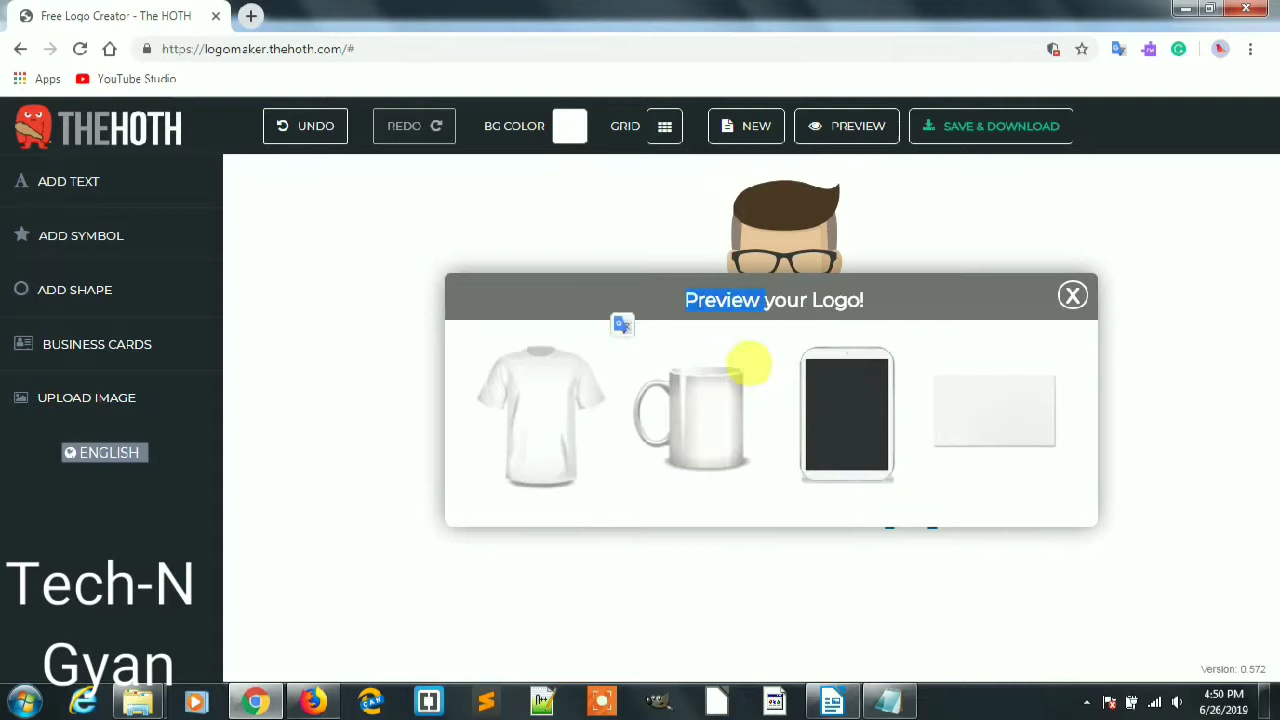 Free Logo Creator - The HOTH
https://logomaker.thehoth.com/#
Apps YouTube Studio
THEHOTH UNDO REDO BG COLOR GRID NEW PREVIEW SAVE & DOWNLOAD
ADD TEXT
ADD SYMBOL
ADD SHAPE
BUSINESS CARDS
UPLOAD IMAGE
ENGLISH
Preview your Logo!
X
Tech-N
Gyan
Version: 0.572
4:50 PM
6/26/2019